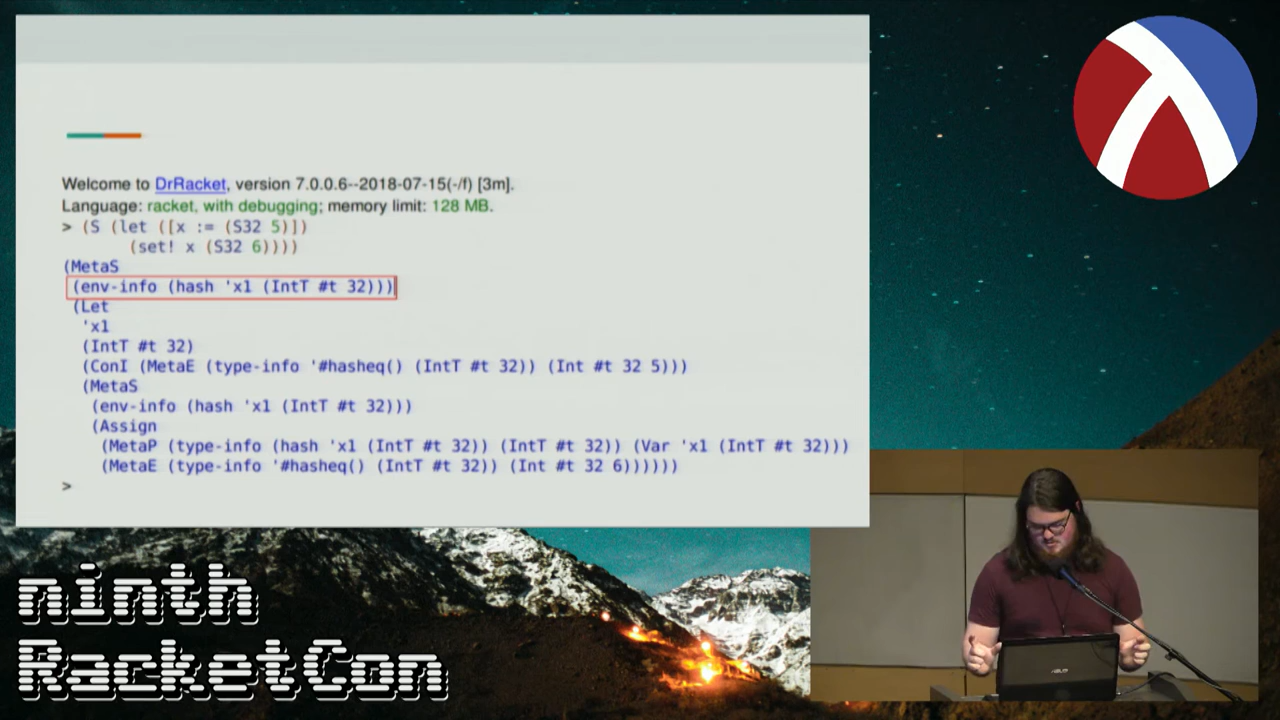 Welcome to DrRacket, version 7.0.0.6--2018-07-15(-/f) [3m].
Language: racket, with debugging; memory limit: 128 MB.
> (S (let ([x := (S32 5)])
(set! x (S32 6))))
(MetaS
(env-info (hash 'x1 (IntT #t 32)))
(Let
'x1
(IntT #t 32)
(ConI (MetaE (type-info '#hasheq() (IntT #t 32)) (Int #t 32 5)))
(MetaS
(env-info (hash 'x1 (IntT #t 32)))
(Assign
(MetaP (type-info (hash 'x1 (IntT #t 32)) (IntT #t 32)) (Var 'x1 (IntT #t 32)))
(MetaE (type-info '#hasheq() (IntT #t 32)) (Int #t 32 6))))))
>
ninth
RacketCon
ASUS